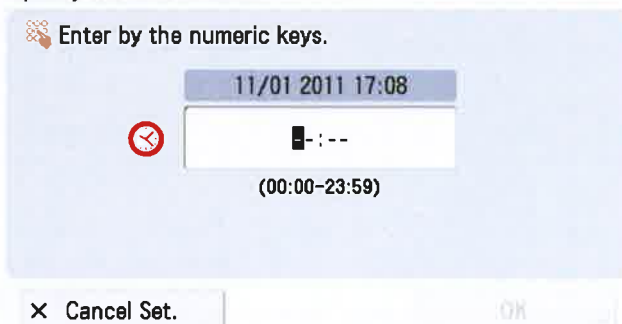 Enter by the numeric keys.
11/01 2011 17:08
--:--
(00:00-23:59)
× Cancel Set.
OK